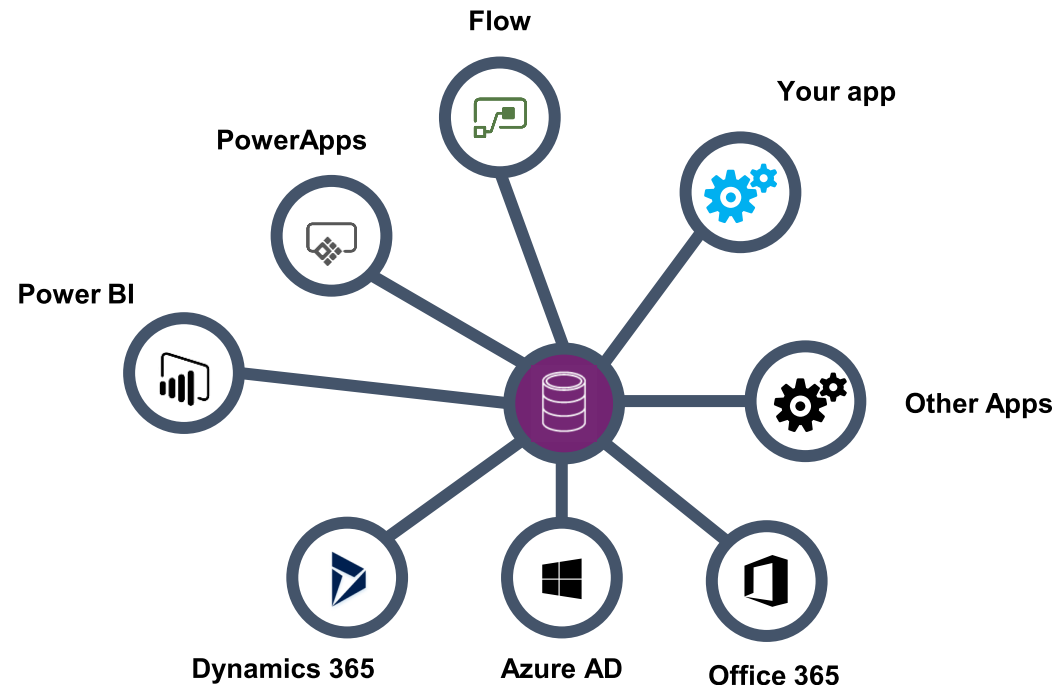 Flow
Your app
PowerApps
Power BI
Other Apps
Dynamics 365
Azure AD
Office 365